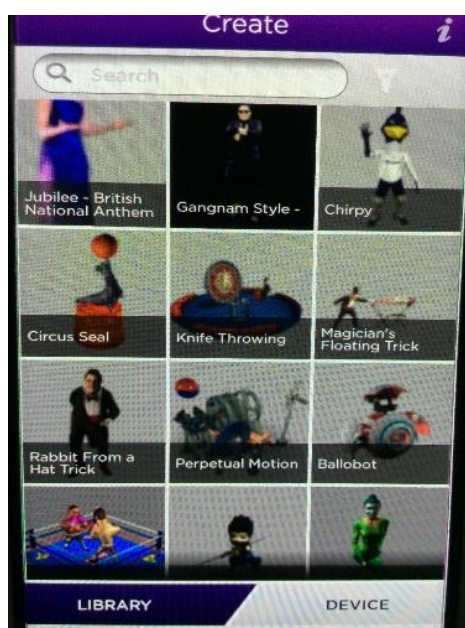 Create
i
Search
Jubilee - British
National Anthem
Gangnam Style -
Chirpy
Circus Seal
Knife Throwing
Magician's
Floating Trick
Rabbit From a
Hat Trick
Perpetual Motion
Ballobot
LIBRARY
DEVICE